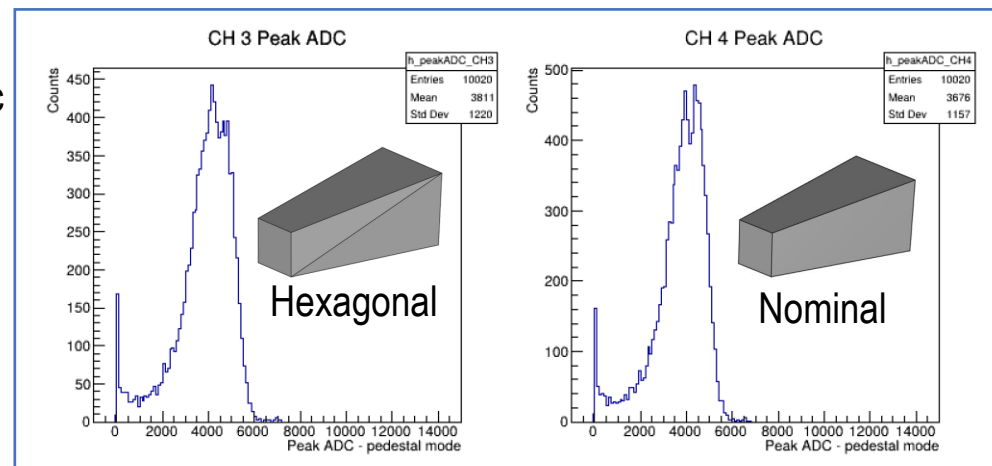 CH 3 Peak ADC
h_peakADC_CH3
Entries 10020
Mean 3811
Std Dev 1220
Counts
450
400
350
300
250
200
150
100
50
0
0 2000 4000 6000 8000 10000 12000 14000
Peak ADC - pedestal mode
Hexagonal
CH 4 Peak ADC
h_peakADC_CH4
Entries 10020
Mean 3676
Std Dev 1157
Counts
500
400
300
200
100
0
0 2000 4000 6000 8000 10000 12000 14000
Peak ADC - pedestal mode
Nominal